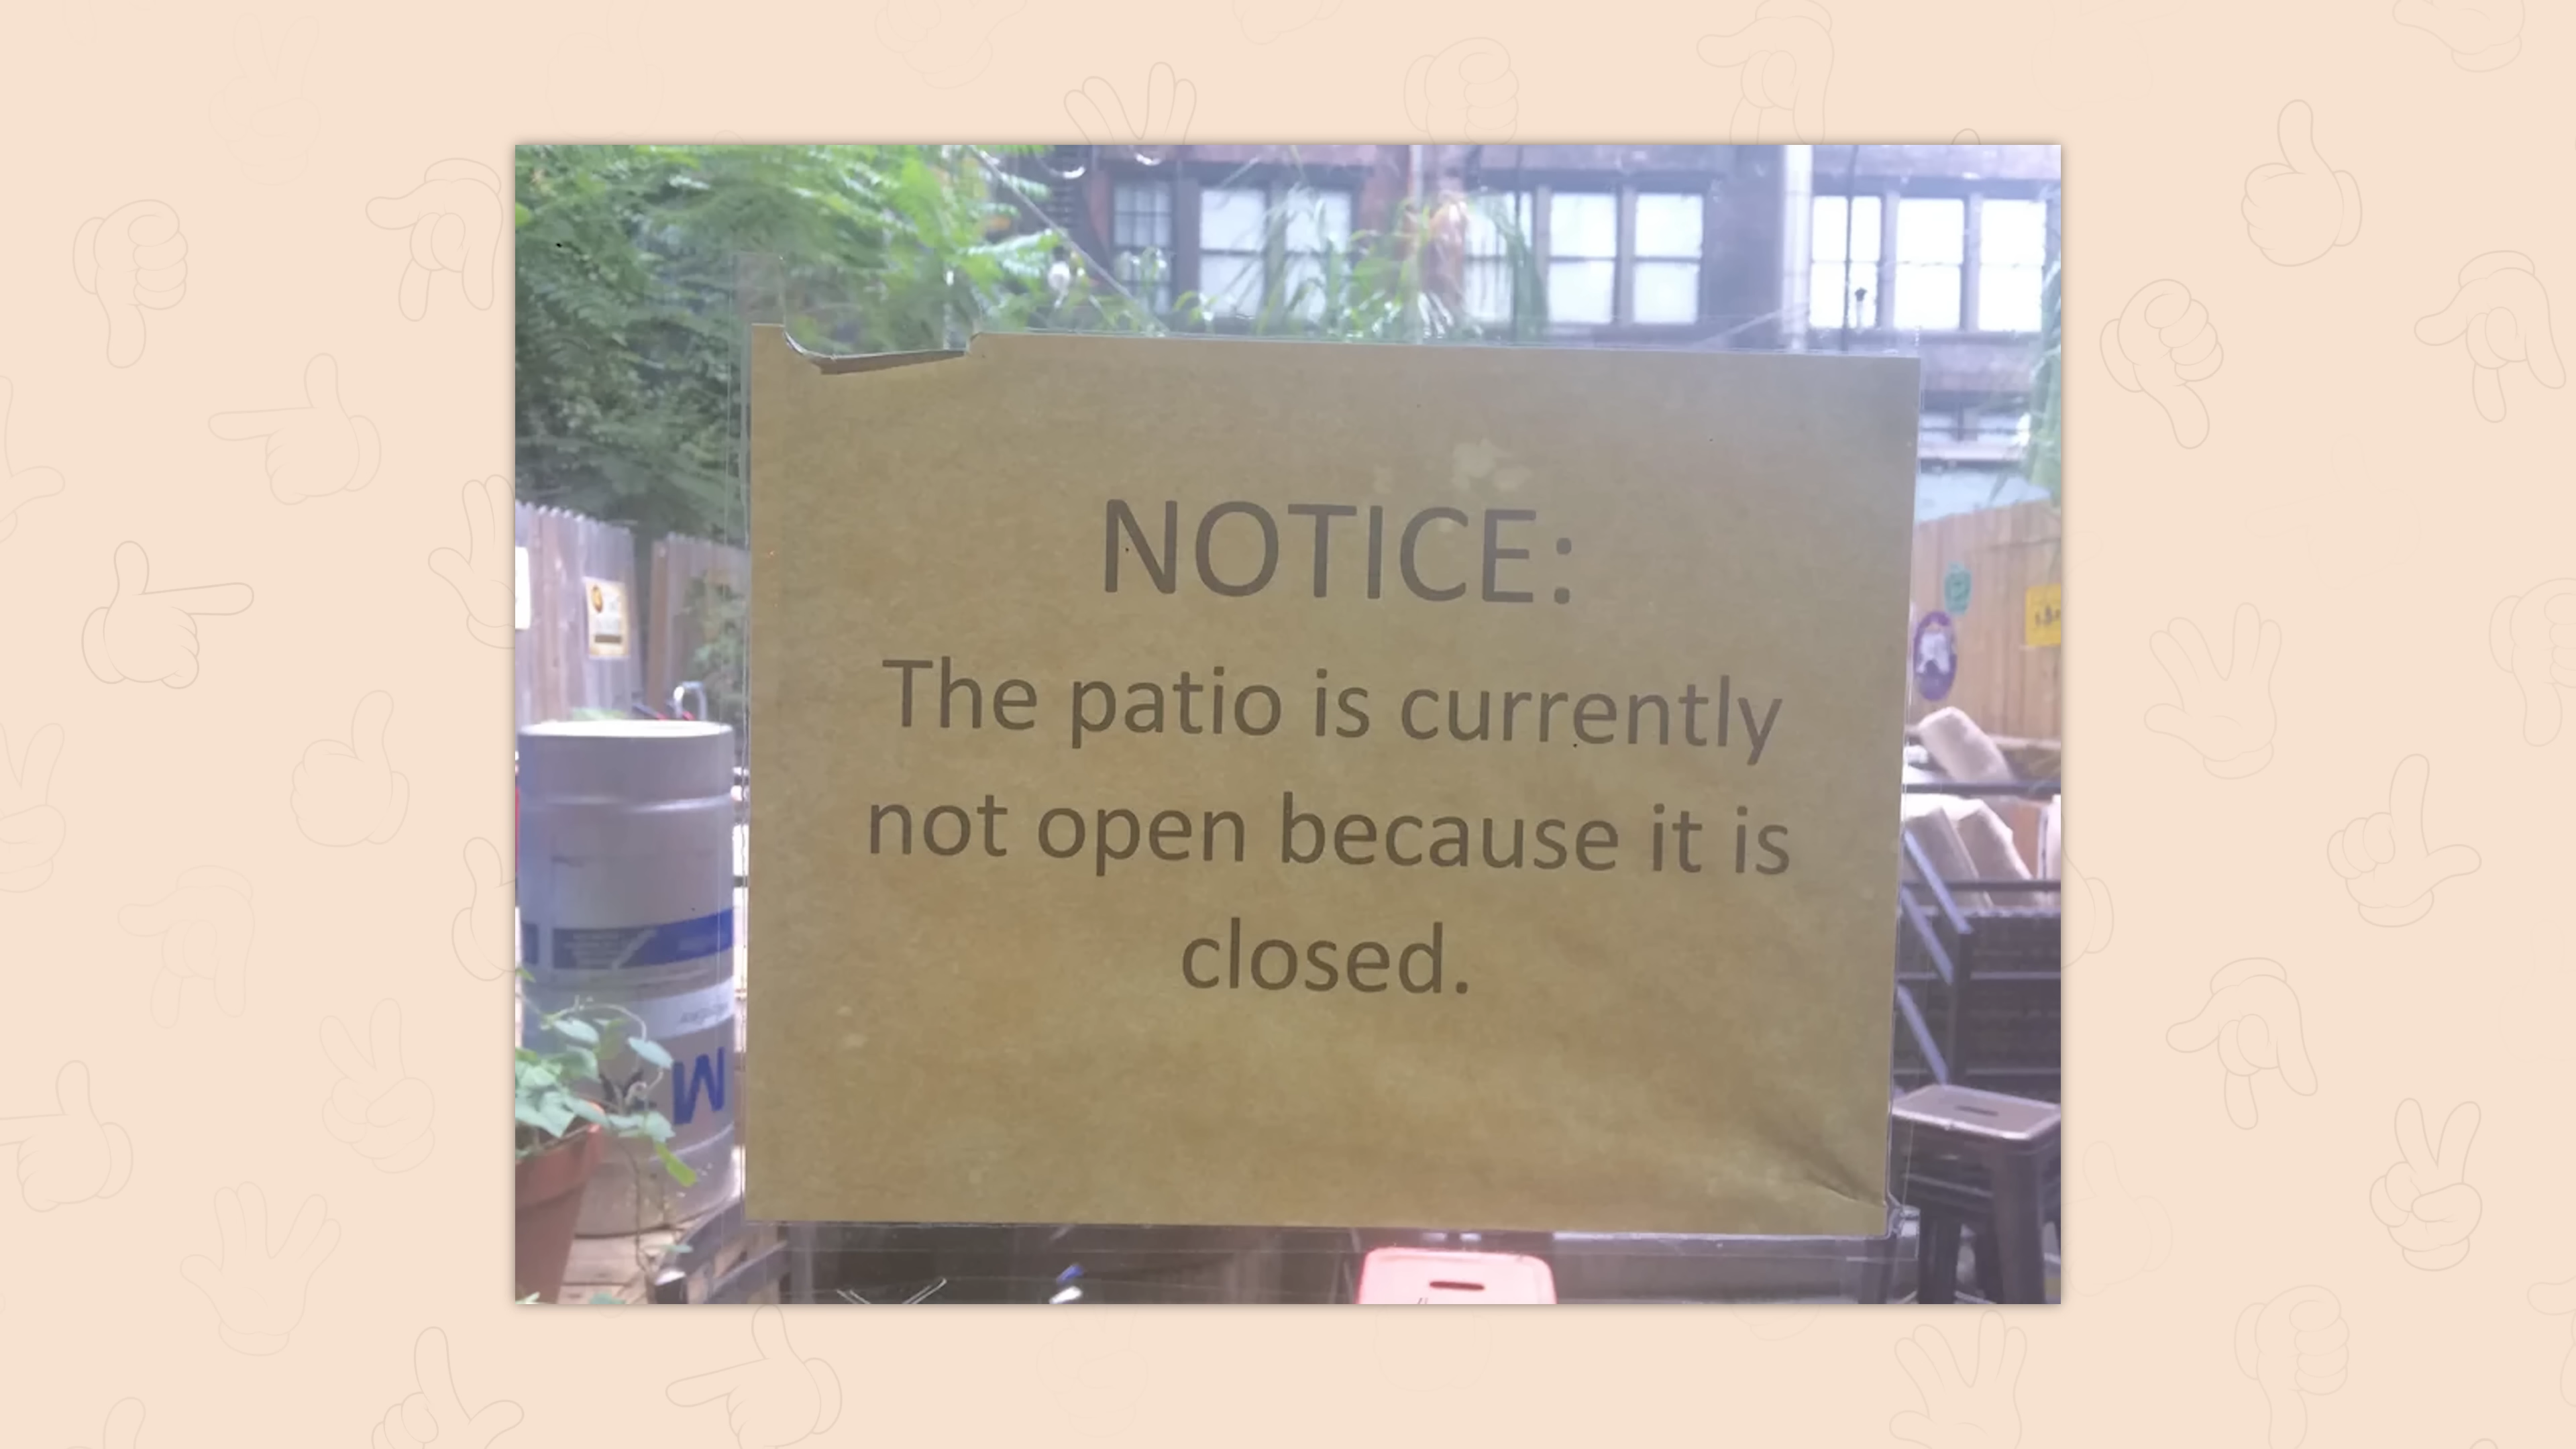 NOTICE:
The patio is currently
not open because it is
closed.
M